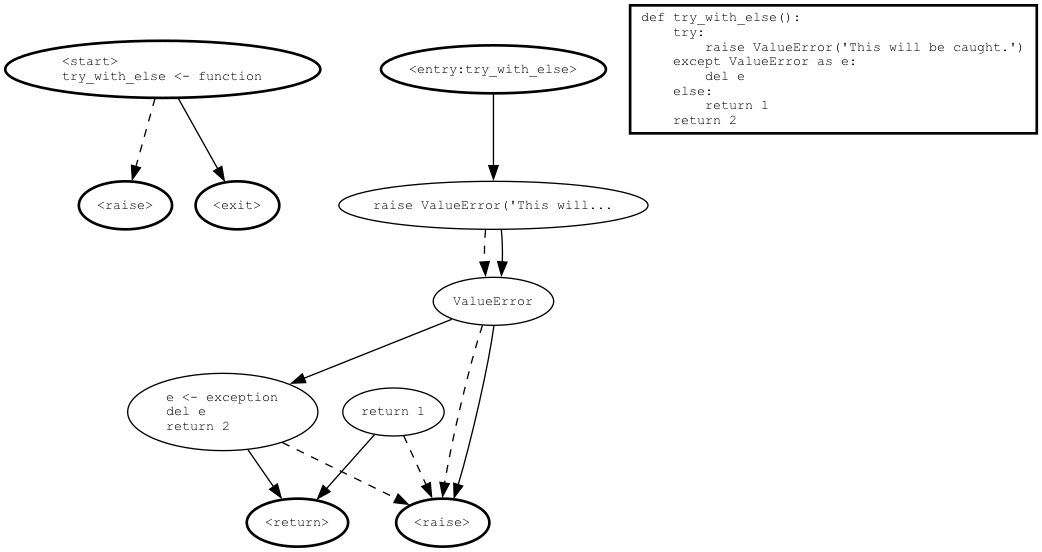 <start>
try_with_else <- function
<entry:try_with_else>
def try_with_else():
    try:
        raise ValueError('This will be caught.')
    except ValueError as e:
        del e
    else:
        return 1
    return 2
<raise>
<exit>
raise ValueError('This will...
ValueError
e <- exception
del e
return 2
return 1
<return>
<raise>